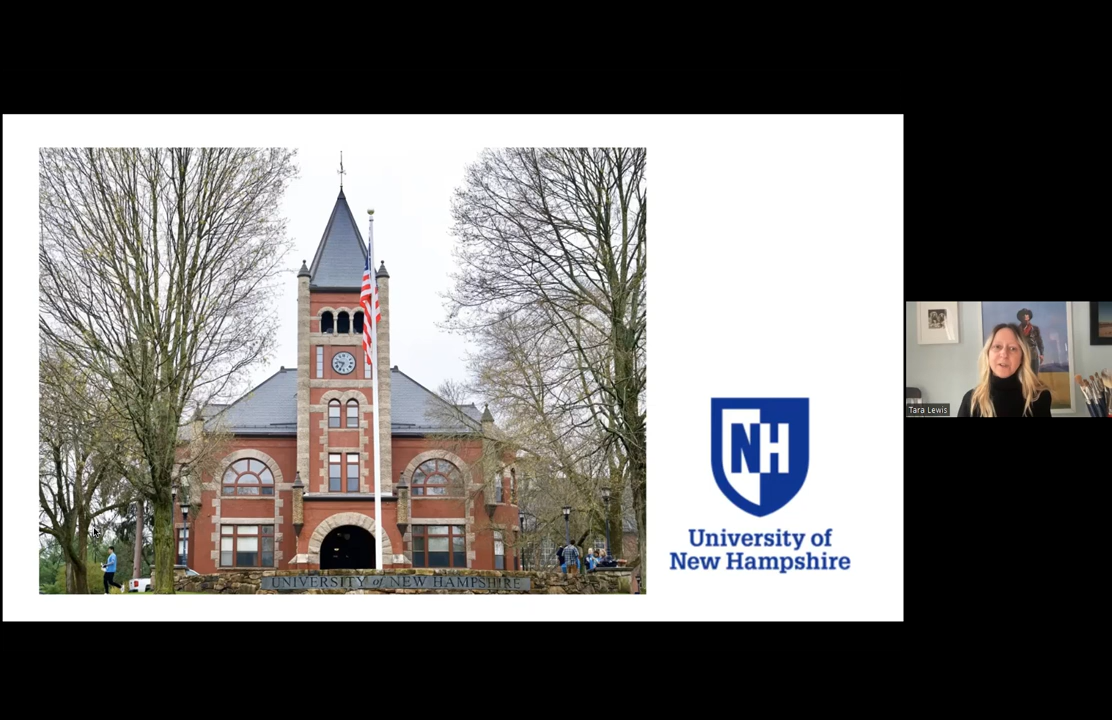 UNIVERSITY of NEW HAMPSHIRE
NH
University of
New Hampshire
Tara Lewis